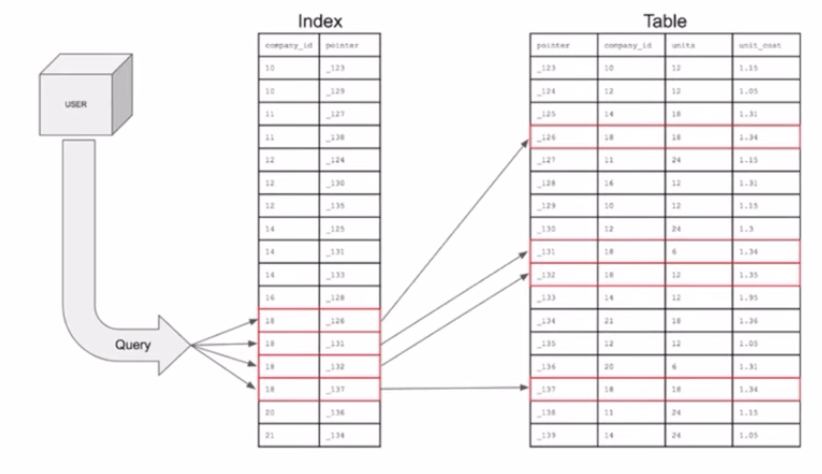 Index
Table
USER
Query
company_id pointer
10 _123
10 _129
11 _127
11 _138
12 _124
12 _130
12 _135
14 _125
14 _131
14 _133
16 _128
18 _126
18 _131
18 _132
18 _137
20 _136
21 _134
pointer company_id units unit_cost
_123 10 12 1.15
_124 12 12 1.05
_125 14 18 1.31
_126 18 18 1.34
_127 11 24 1.15
_128 16 12 1.31
_129 10 12 1.15
_130 12 24 1.3
_131 18 6 1.34
_132 18 12 1.35
_133 14 12 1.95
_134 21 18 1.36
_135 12 12 1.05
_136 20 6 1.31
_137 18 18 1.34
_138 11 24 1.15
_139 14 24 1.05